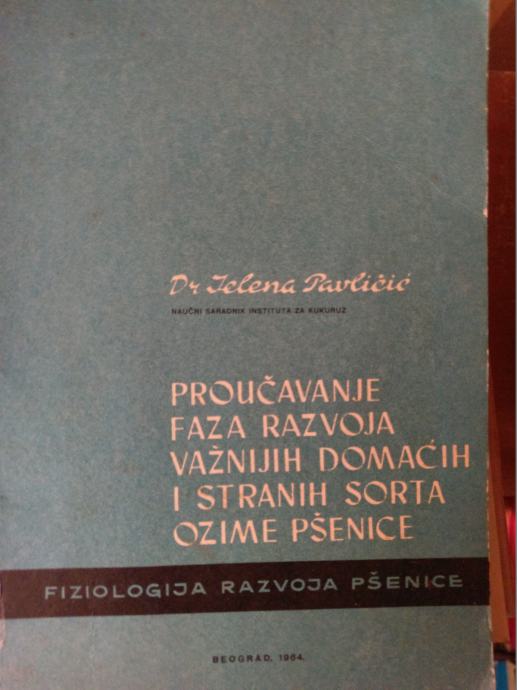 Dr Jelena Pavličić
NAUČNI SARADNIK INSTITUTA ZA KUKURUZ
PROUČAVANJE
FAZA RAZVOJA
VAŽNIJIH DOMAĆIH
I STRANIH SORTA
OZIME PŠENICE
FIZIOLOGIJA RAZVOJA PŠENICE
BEOGRAD, 1964.